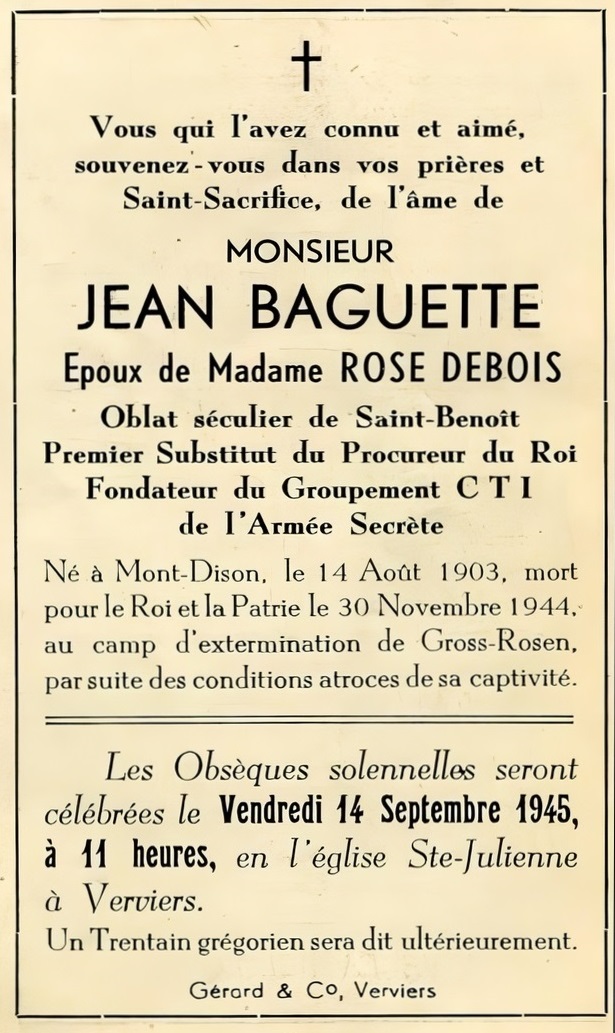 Vous qui l'avez connu et aimé,
souvenez-vous dans vos prières et
Saint-Sacrifice, de l'âme de
MONSIEUR
JEAN BAGUETTE
Epoux de Madame ROSE DEBOIS
Oblat séculier de Saint-Benoît
Premier Substitut du Procureur du Roi
Fondateur du Groupement C T I
de l'Armée Secrète
Né à Mont-Dison, le 14 Août 1903, mort
pour le Roi et la Patrie le 30 Novembre 1944,
au camp d'extermination de Gross-Rosen,
par suite des conditions atroces de sa captivité.
Les Obsèques solennelles seront
célébrées le Vendredi 14 Septembre 1945,
à 11 heures, en l'église Ste-Julienne
à Verviers.
Un Trentain grégorien sera dit ultérieurement.
Gérard & Co, Verviers